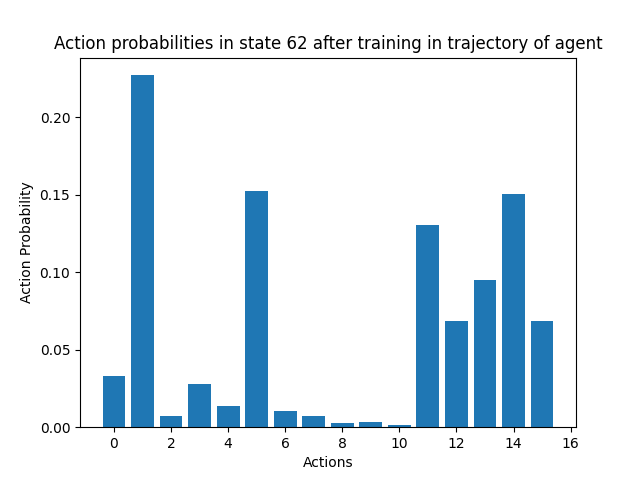 Action probabilities in state 62 after training in trajectory of agent
0.20
0.15
0.10
0.05
0.00
Action Probability
0 2 4 6 8 10 12 14 16
Actions